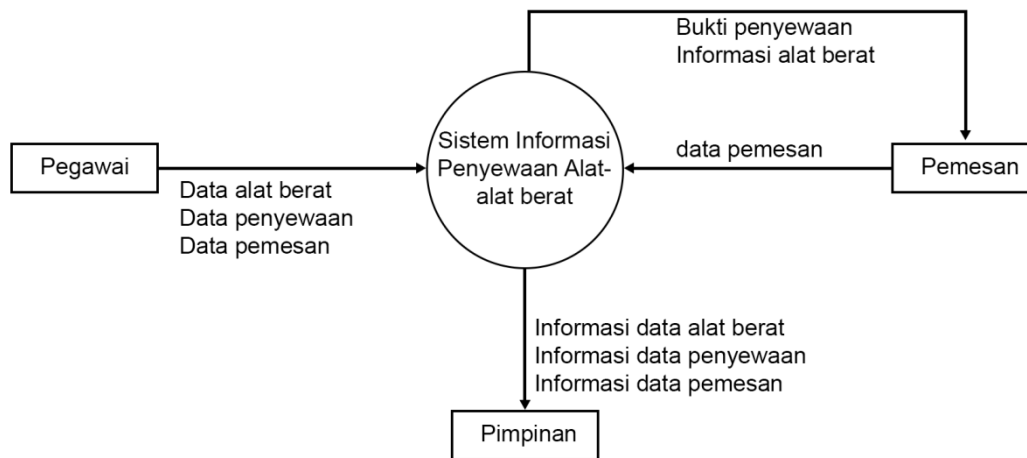 Bukti penyewaan
Informasi alat berat
Sistem Informasi
Penyewaan Alat-
alat berat
Pegawai
data pemesan
Pemesan
Data alat berat
Data penyewaan
Data pemesan
Informasi data alat berat
Informasi data penyewaan
Informasi data pemesan
Pimpinan